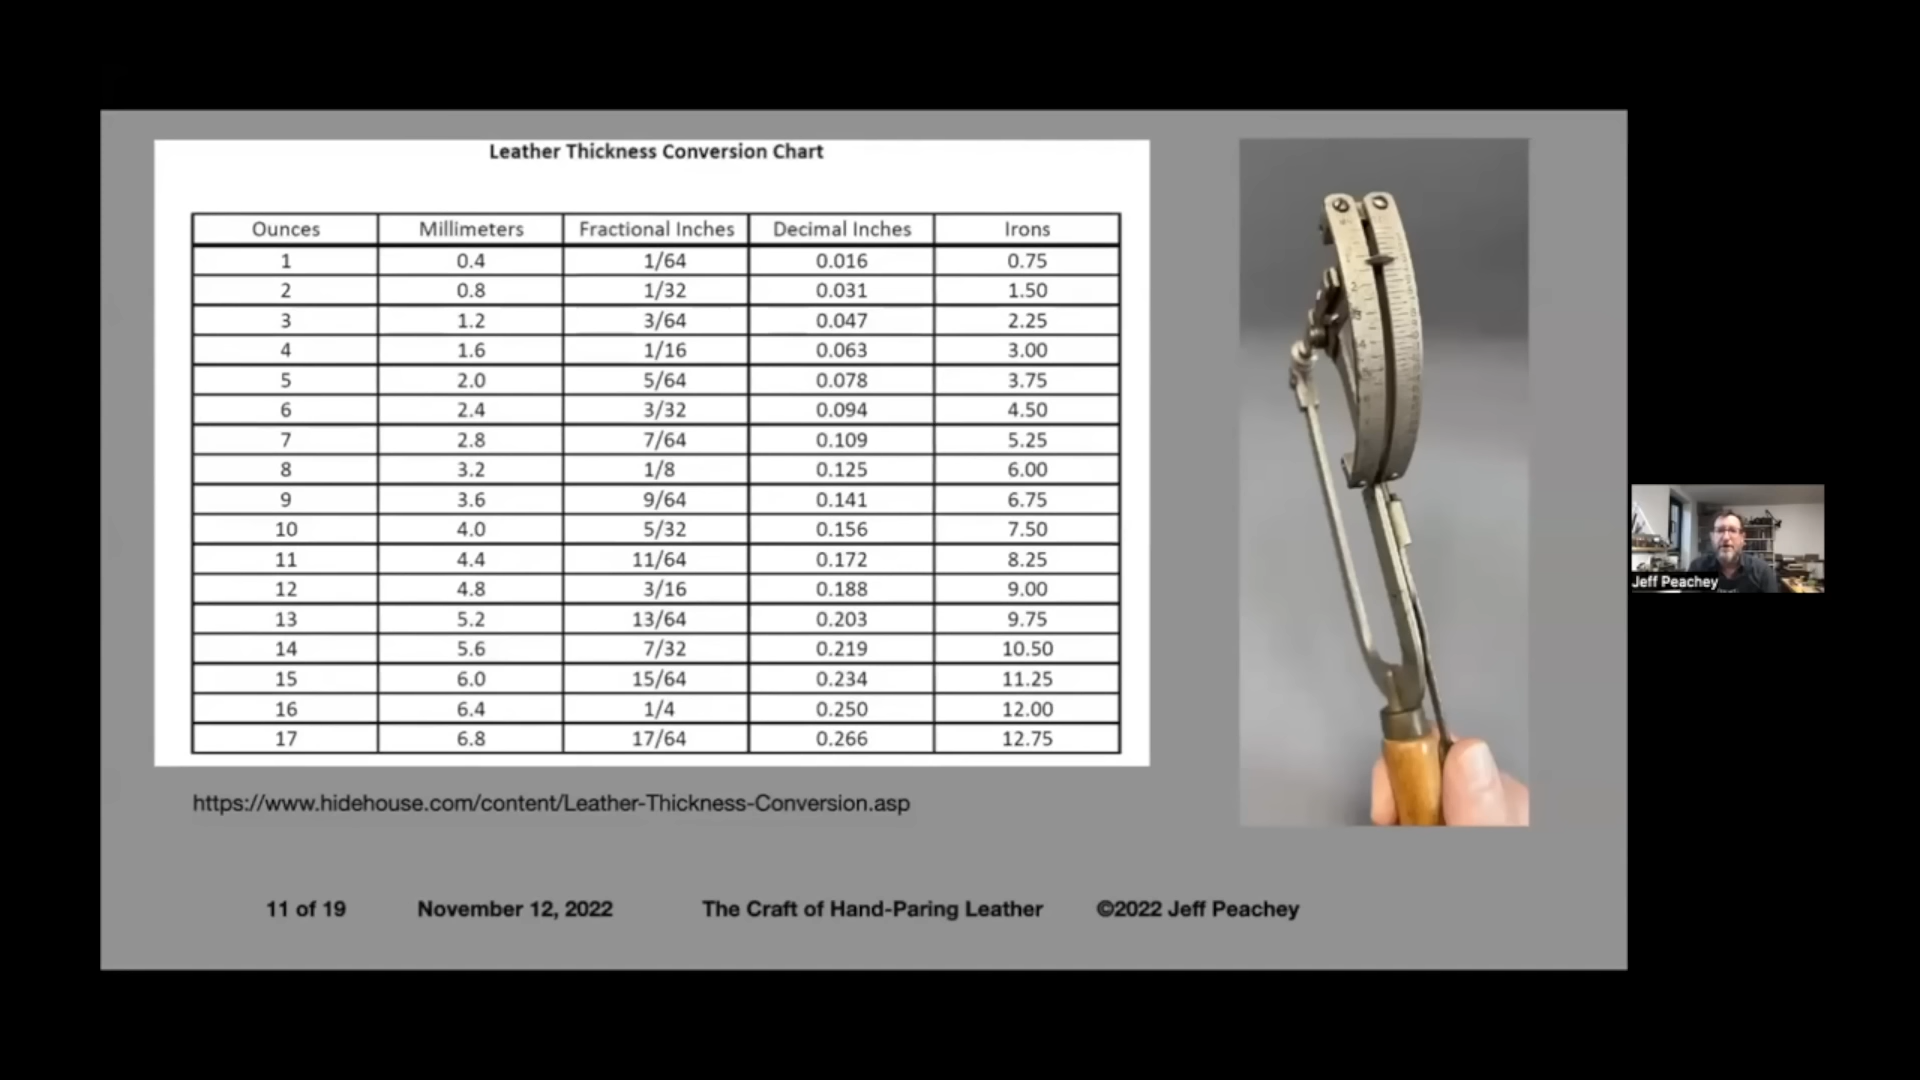 Leather Thickness Conversion Chart
Ounces Millimeters Fractional Inches Decimal Inches Irons
1 0.4 1/64 0.016 0.75
2 0.8 1/32 0.031 1.50
3 1.2 3/64 0.047 2.25
4 1.6 1/16 0.063 3.00
5 2.0 5/64 0.078 3.75
6 2.4 3/32 0.094 4.50
7 2.8 7/64 0.109 5.25
8 3.2 1/8 0.125 6.00
9 3.6 9/64 0.141 6.75
10 4.0 5/32 0.156 7.50
11 4.4 11/64 0.172 8.25
12 4.8 3/16 0.188 9.00
13 5.2 13/64 0.203 9.75
14 5.6 7/32 0.219 10.50
15 6.0 15/64 0.234 11.25
16 6.4 1/4 0.250 12.00
17 6.8 17/64 0.266 12.75
https://www.hidehouse.com/content/Leather-Thickness-Conversion.asp
11 of 19 November 12, 2022 The Craft of Hand-Paring Leather ©2022 Jeff Peachey
Jeff Peachey